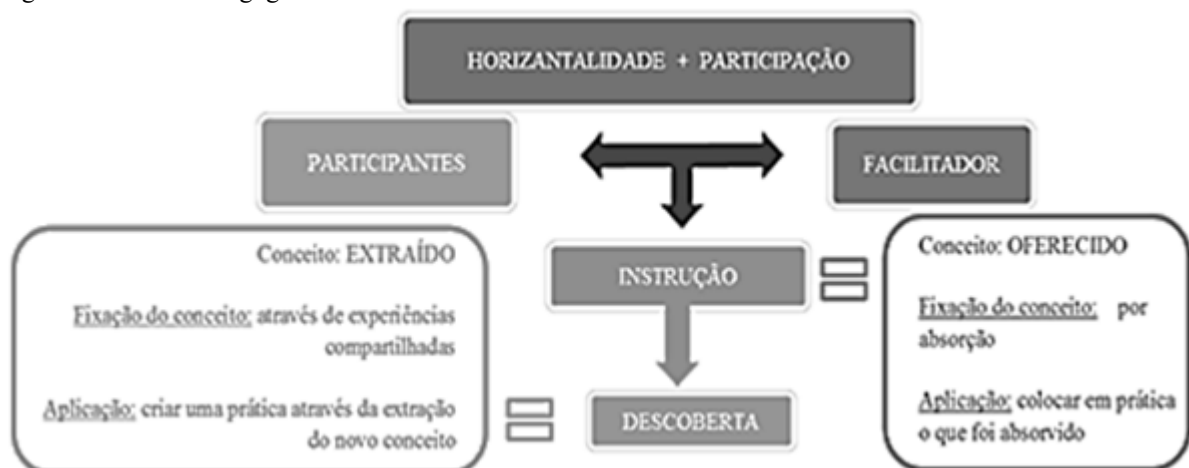 HORIZANTALIDADE + PARTICIPAÇÃO
PARTICIPANTES
FACILITADOR
Conceito: EXTRAÍDO
Fixação do conceito: através de experiências
compartilhadas
Aplicação: criar uma prática através da extração
do novo conceito
INSTRUÇÃO
DESCOBERTA
Conceito: OFERECIDO
Fixação do conceito: por
absorção
Aplicação: colocar em prática
o que foi absorvido